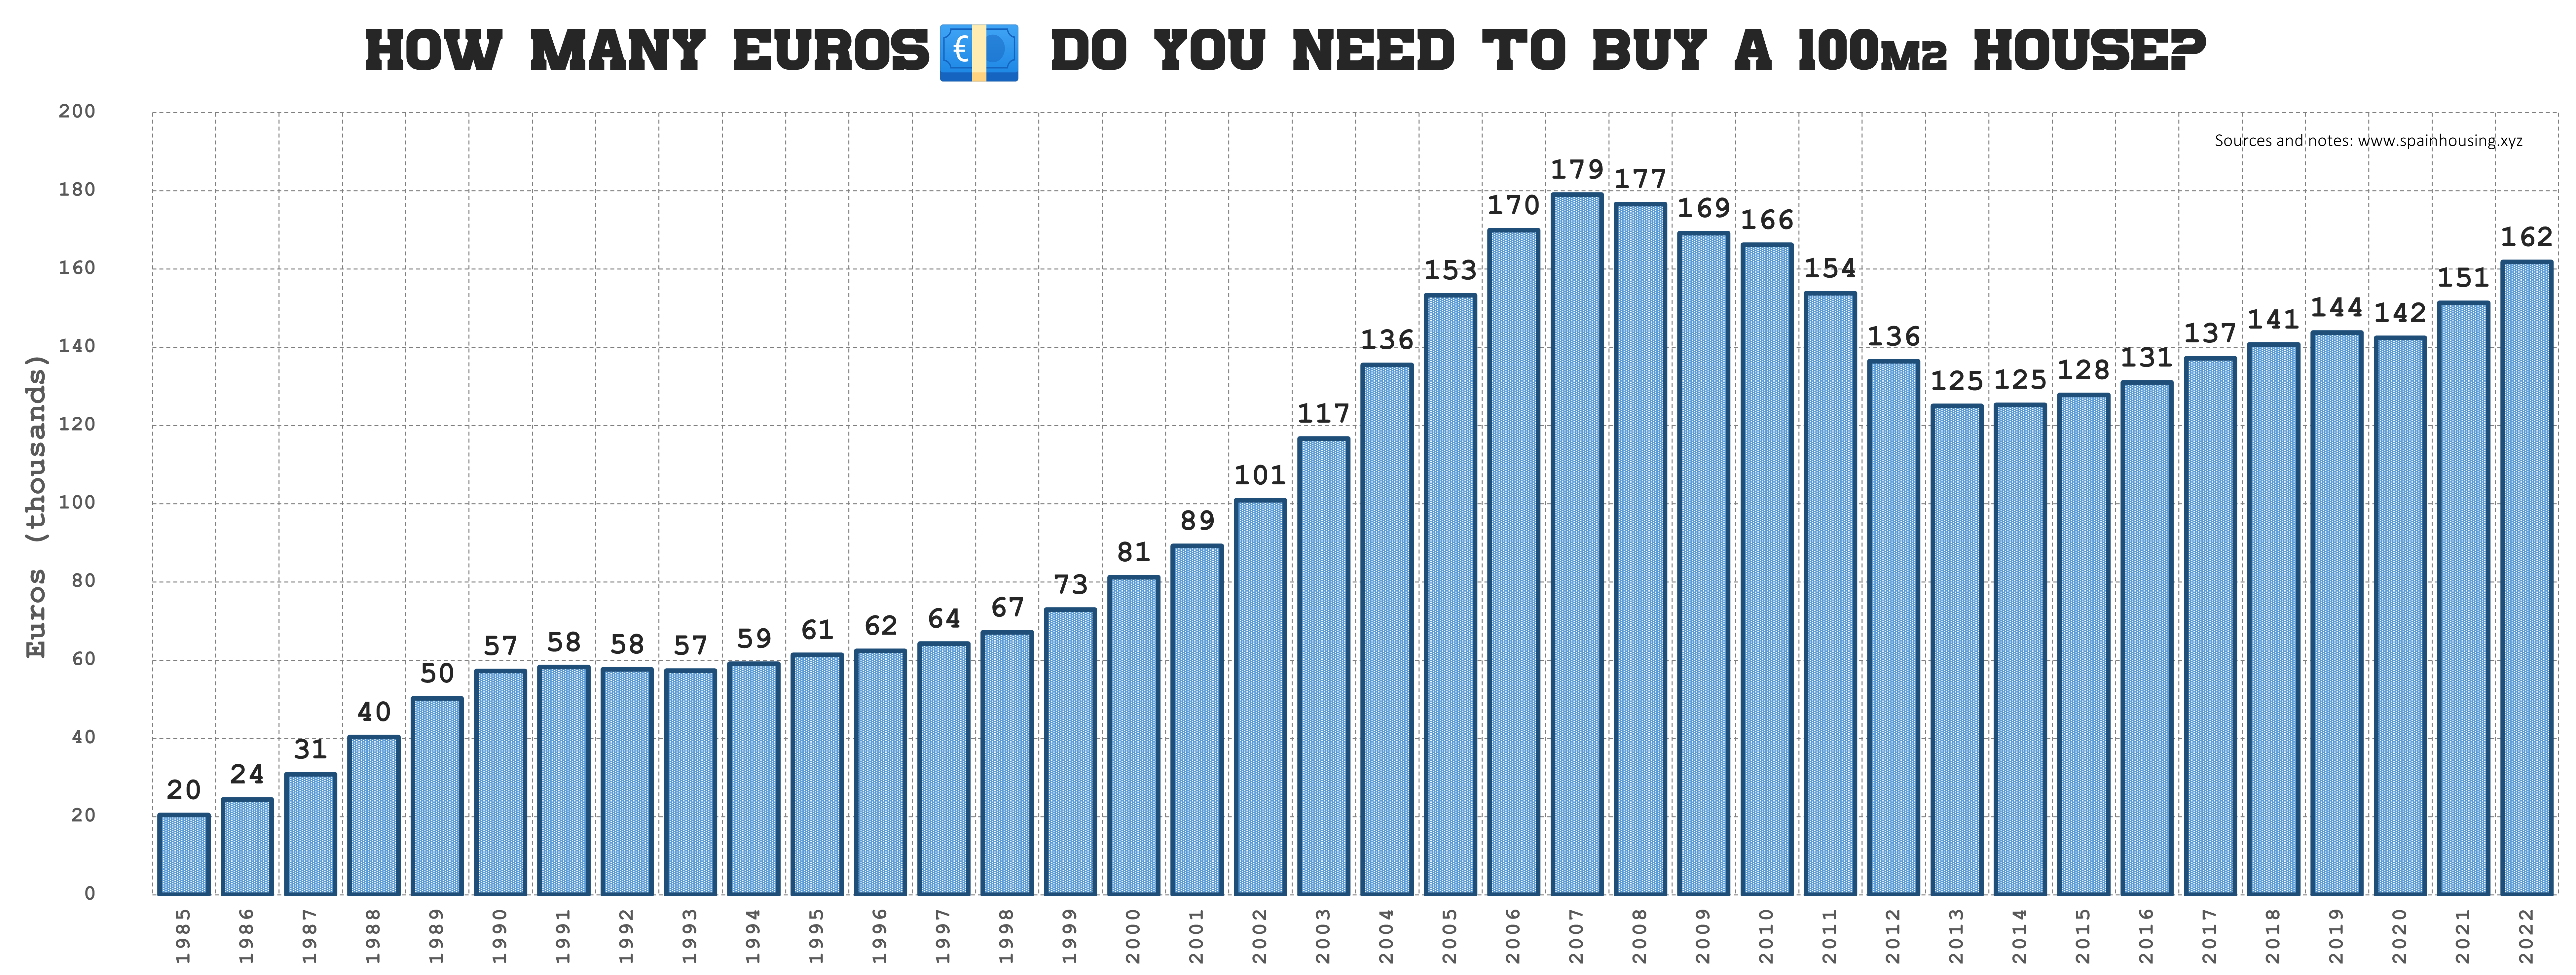 HOW MANY EUROS DO YOU NEED TO BUY A 100M2 HOUSE?
Sources and notes: www.spainhousing.xyz
Euros (thousands)
200
180
160
140
120
100
80
60
40
20
0
20 24 31 40 50 57 58 58 57 59 61 62 64 67 73 81 89 101 117 136 153 170 179 177 169 166 154 136 125 125 128 131 137 141 144 142 151 162
1985 1986 1987 1988 1989 1990 1991 1992 1993 1994 1995 1996 1997 1998 1999 2000 2001 2002 2003 2004 2005 2006 2007 2008 2009 2010 2011 2012 2013 2014 2015 2016 2017 2018 2019 2020 2021 2022